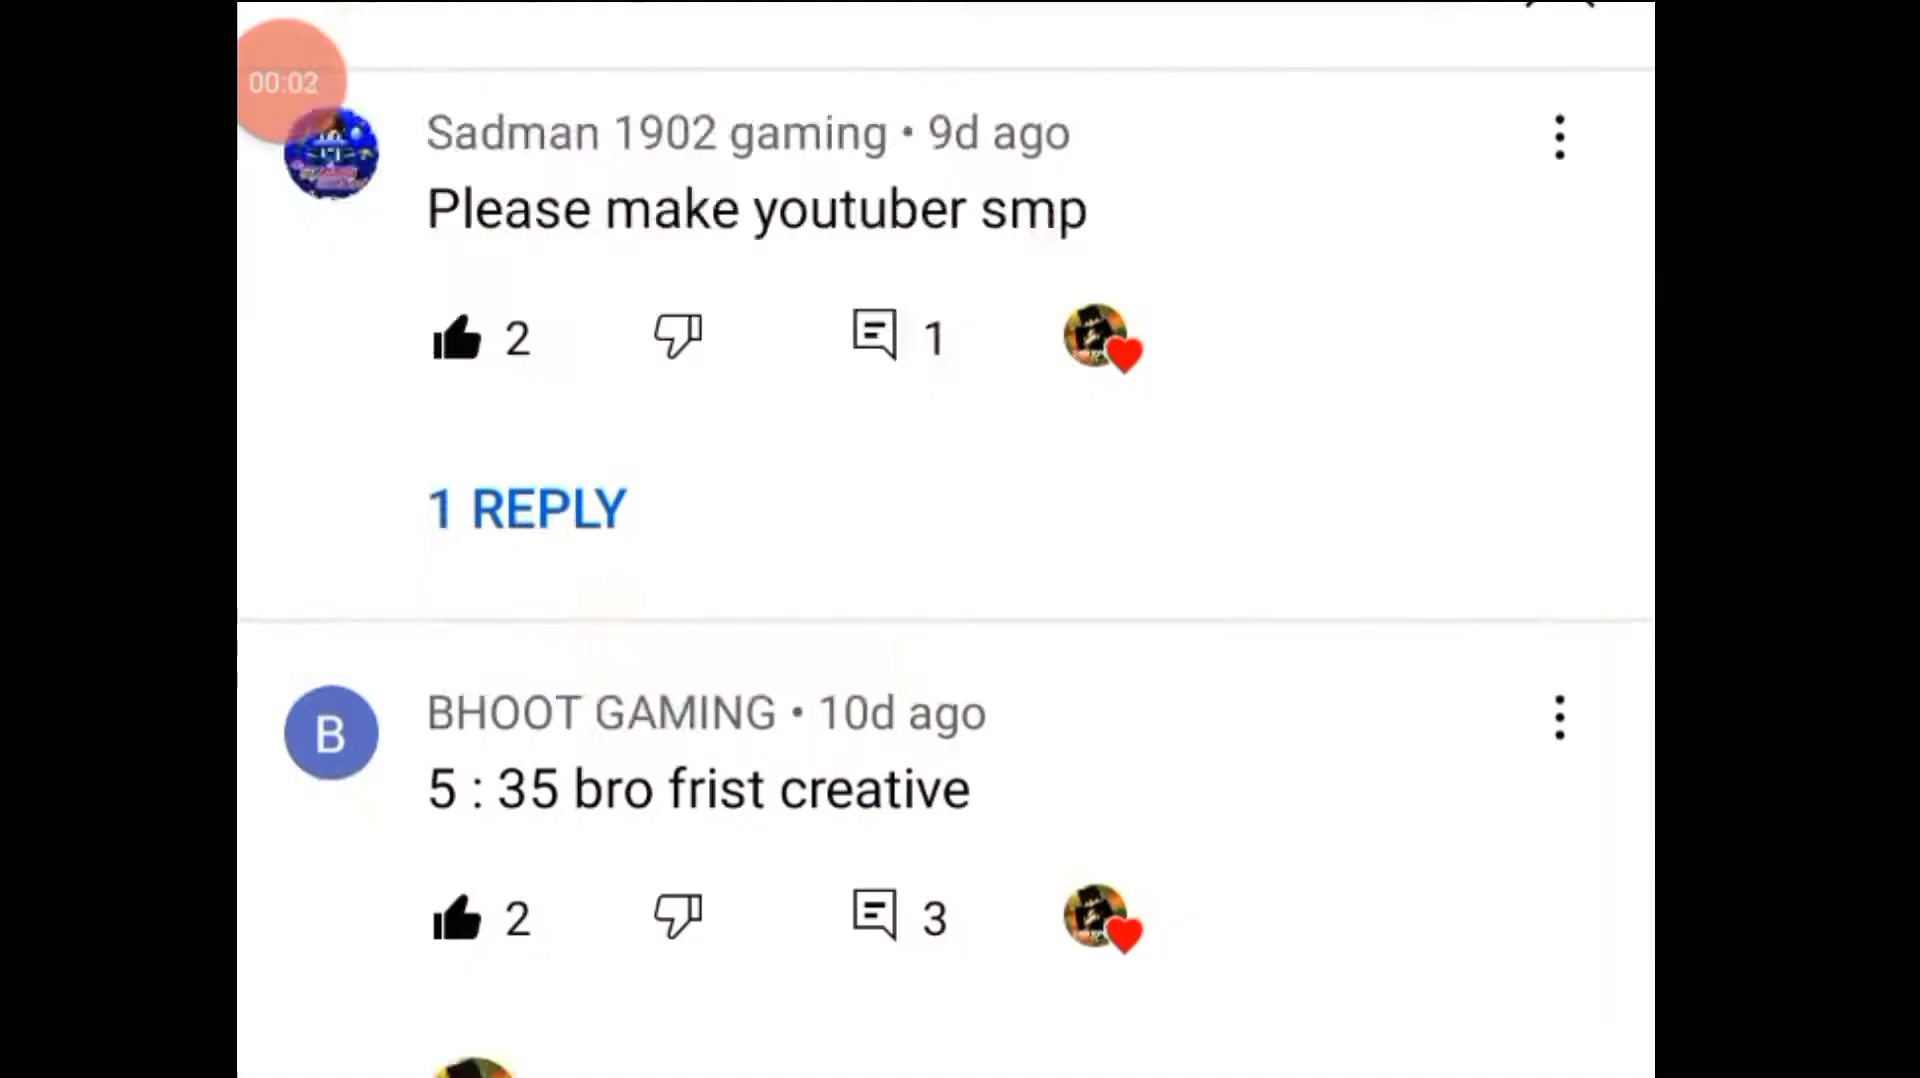 00:02
Sadman 1902 gaming • 9d ago
Please make youtuber smp
2
1
1 REPLY
B
BHOOT GAMING • 10d ago
5 : 35 bro frist creative
2
3